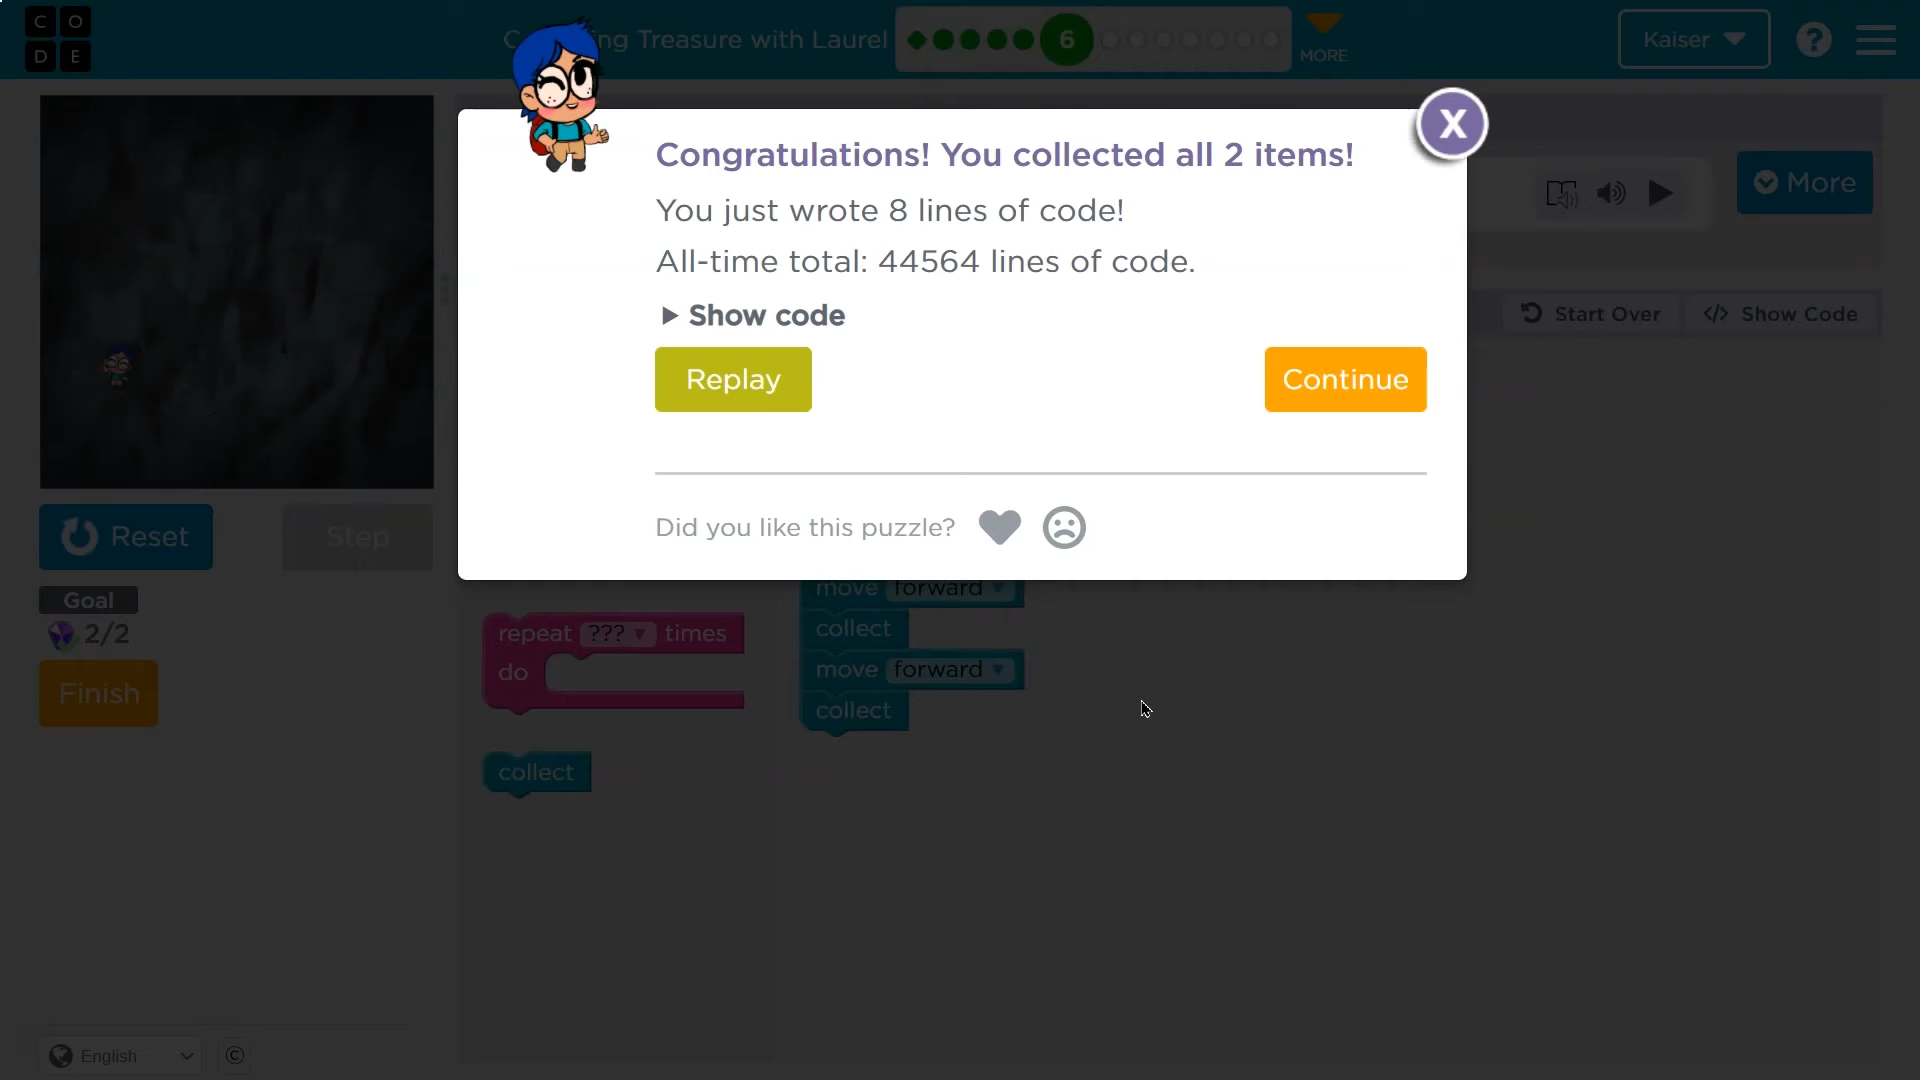 C O
D E
ing Treasure with Laurel
6
MORE
Kaiser
?
X
Congratulations! You collected all 2 items!
You just wrote 8 lines of code!
All-time total: 44564 lines of code.
Show code
Replay
Continue
Did you like this puzzle?
More
Start Over
</> Show Code
Reset
Step
Goal
2/2
Finish
move forward
collect
move forward
collect
repeat ??? times
do
collect
English
©